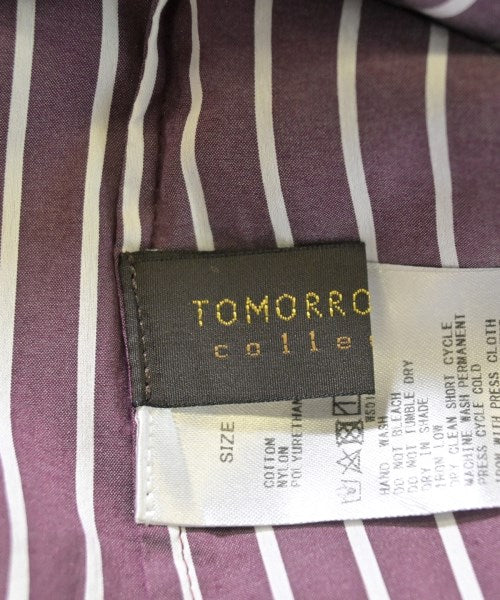 TOMORRO
colle
SIZE
COTTON
NYLON
POLYURETHAN
HAND WASH
DO NOT BLEACH
DO NOT TUMBLE DRY
DRY IN SHADE
IRON LOW
DRY CLEAN SHORT CYCLE
MACHINE WASH PERMANENT
PRESS CYCLE COLD
WITH PRESS CLOTH